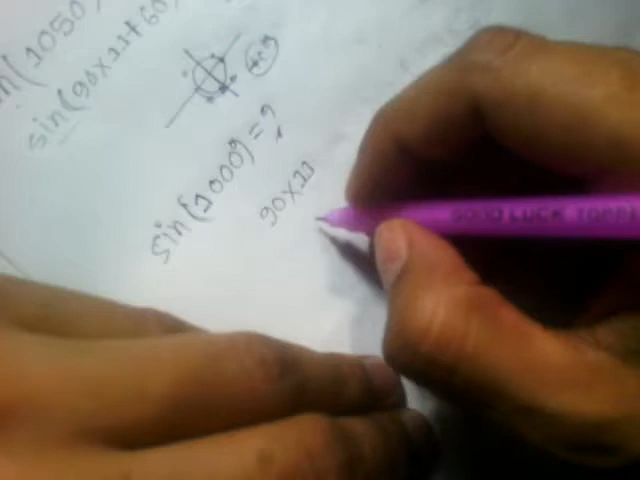 sin(1050)
sin(90×11+60)
sin(1000) = ?
90×11
GOOD LUCK